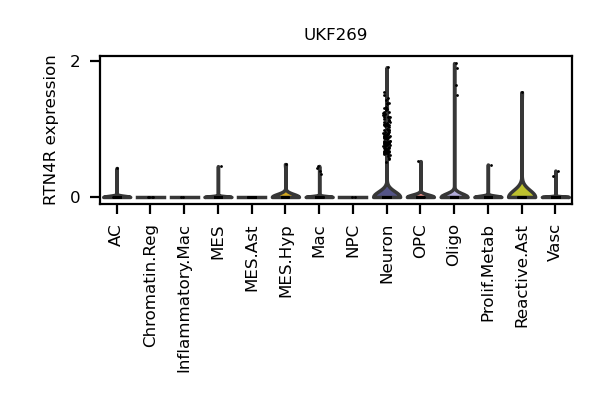 UKF269
RTN4R expression
2
0
AC
Chromatin.Reg
Inflammatory.Mac
MES
MES.Ast
MES.Hyp
Mac
NPC
Neuron
OPC
Oligo
Prolif.Metab
Reactive.Ast
Vasc